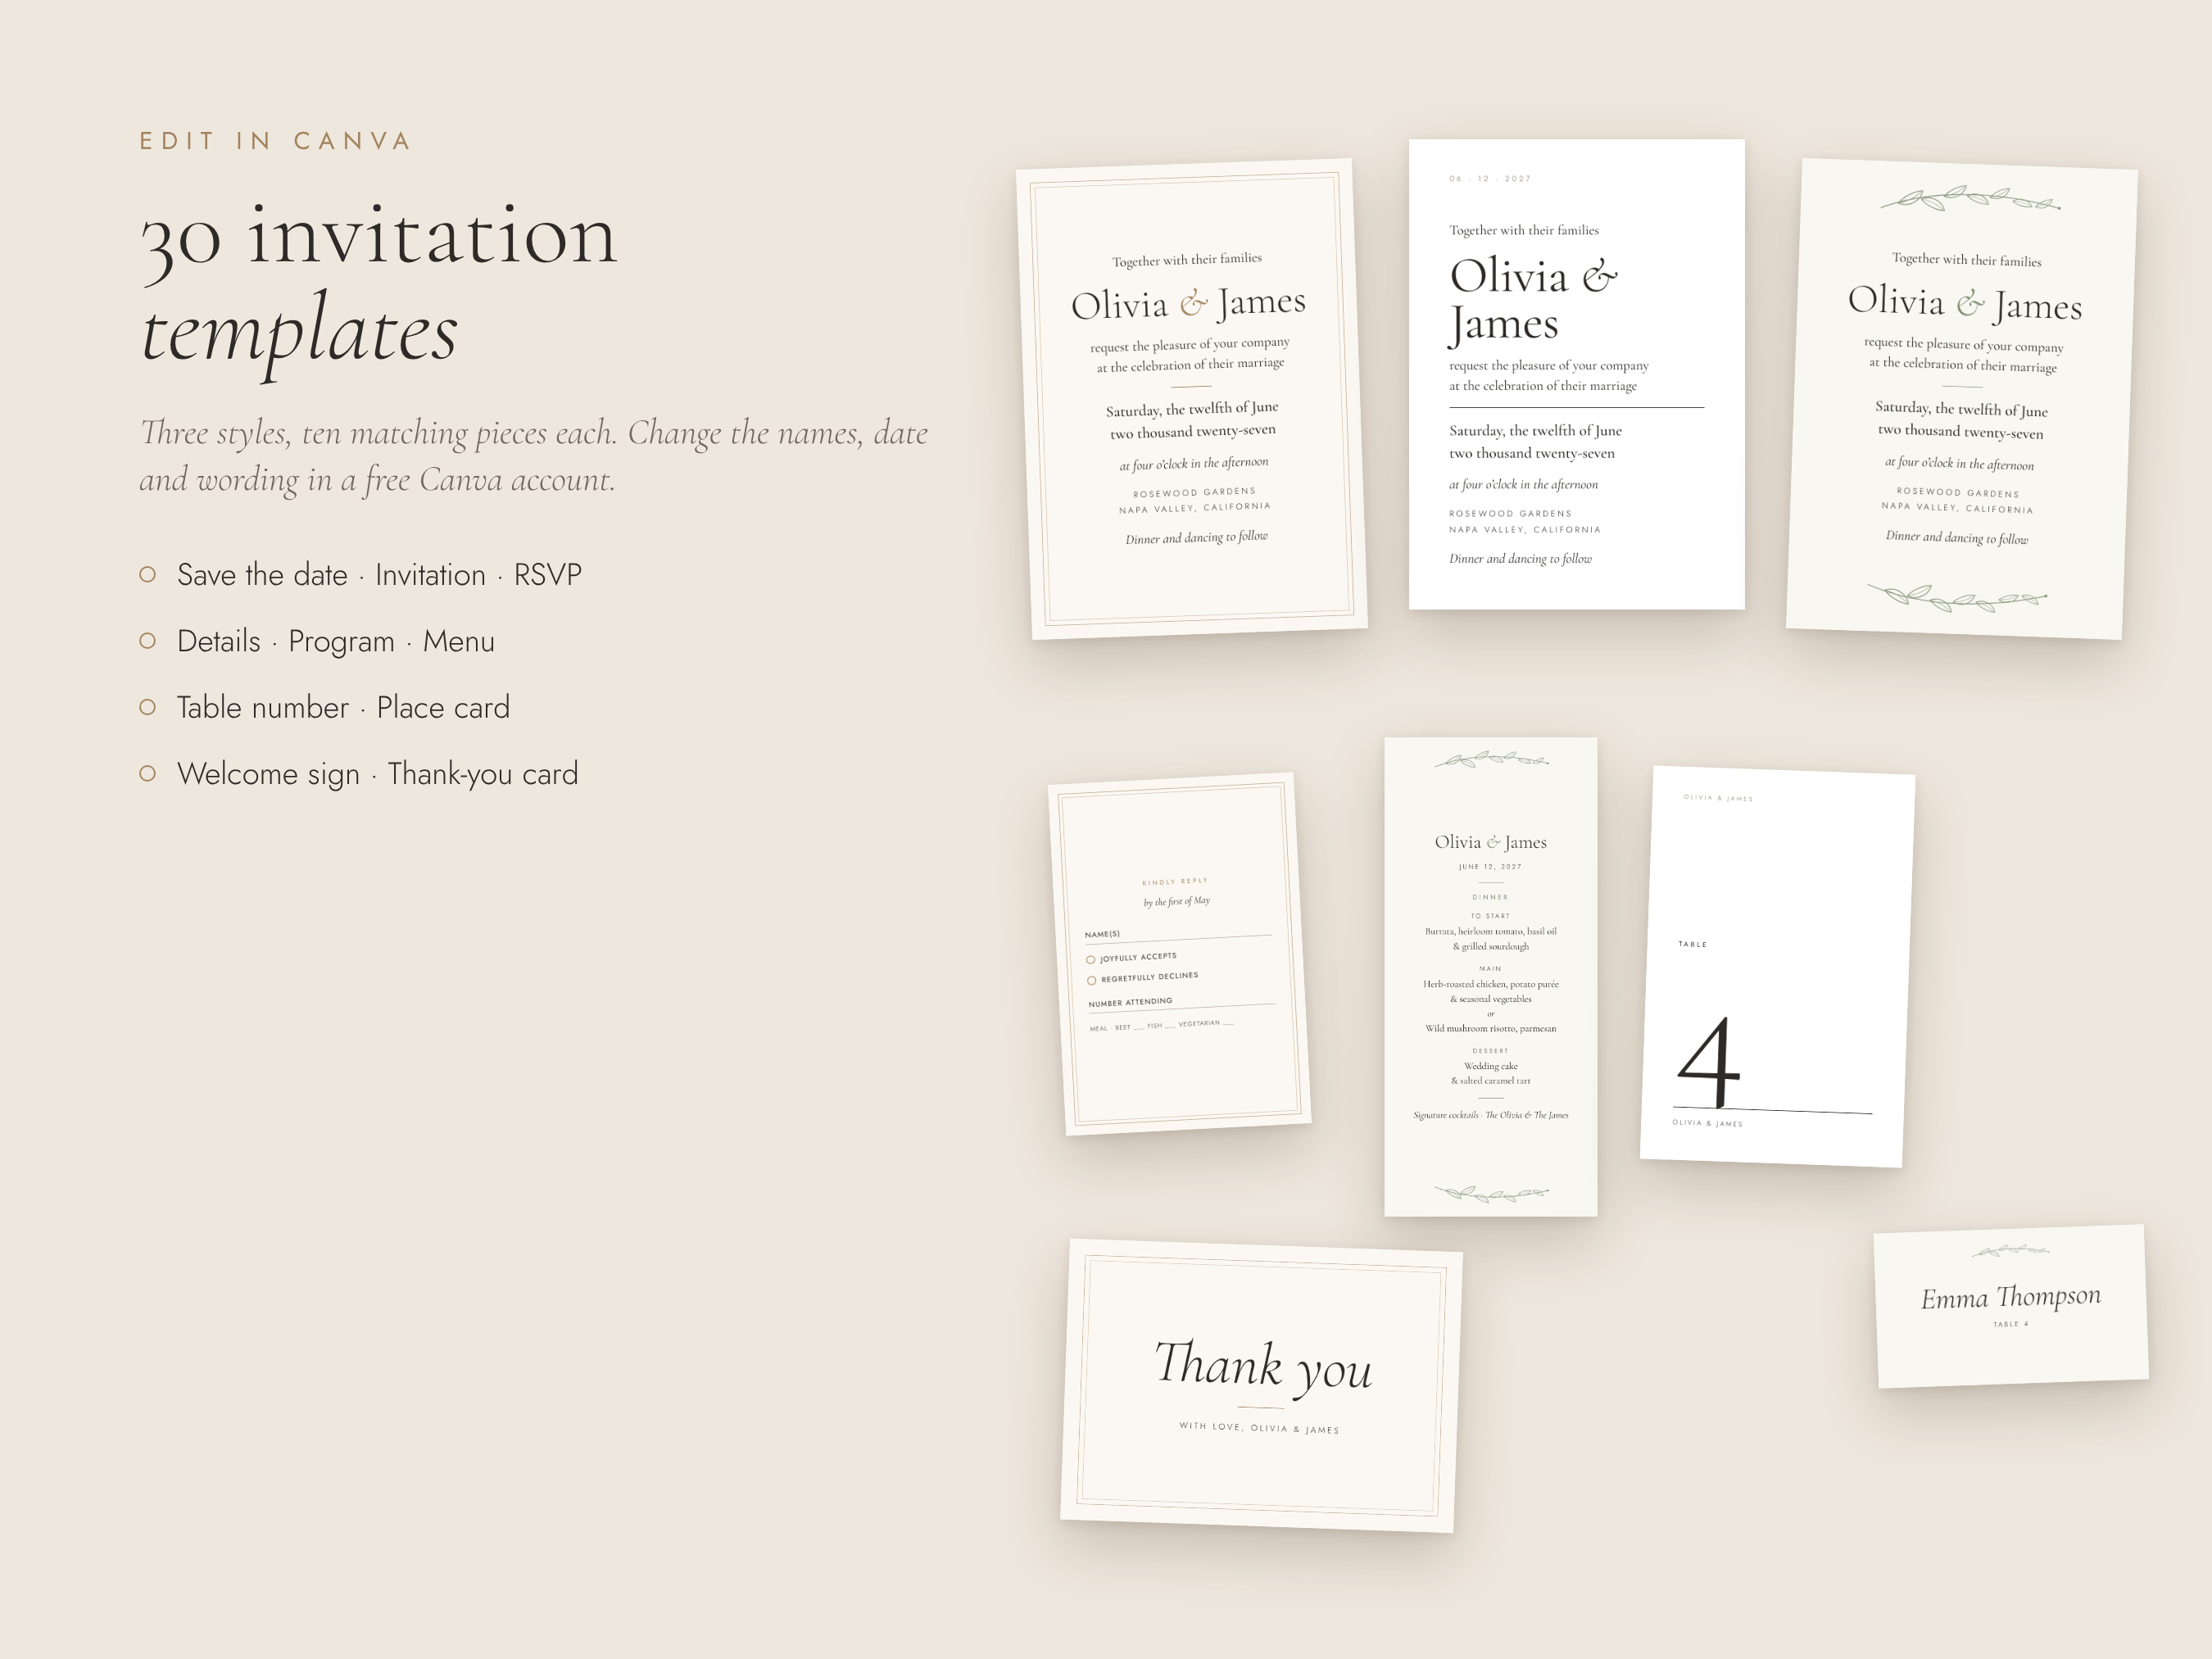 EDIT IN CANVA
30 invitation
templates
Three styles, ten matching pieces each. Change the names, date
and wording in a free Canva account.
Save the date · Invitation · RSVP
Details · Program · Menu
Table number · Place card
Welcome sign · Thank-you card
Together with their families
Olivia & James
request the pleasure of your company
at the celebration of their marriage
Saturday, the twelfth of June
two thousand twenty-seven
at four o'clock in the afternoon
ROSEWOOD GARDENS
NAPA VALLEY, CALIFORNIA
Dinner and dancing to follow
06 · 12 · 2027
Together with their families
Olivia &
James
request the pleasure of your company
at the celebration of their marriage
Saturday, the twelfth of June
two thousand twenty-seven
at four o'clock in the afternoon
ROSEWOOD GARDENS
NAPA VALLEY, CALIFORNIA
Dinner and dancing to follow
Together with their families
Olivia & James
request the pleasure of your company
at the celebration of their marriage
Saturday, the twelfth of June
two thousand twenty-seven
at four o'clock in the afternoon
ROSEWOOD GARDENS
NAPA VALLEY, CALIFORNIA
Dinner and dancing to follow
KINDLY REPLY
by the first of May
NAME(S)
JOYFULLY ACCEPTS
REGRETFULLY DECLINES
NUMBER ATTENDING
MEAL · BEEF ___ FISH ___ VEGETARIAN ___
Olivia & James
JUNE 12, 2027
DINNER
TO START
Burrata, heirloom tomato, basil oil
& grilled sourdough
MAIN
Herb-roasted chicken, potato purée
& seasonal vegetables
or
Wild mushroom risotto, parmesan
DESSERT
Wedding cake
& salted caramel tart
Signature cocktails · The Olivia & The James
OLIVIA & JAMES
TABLE
4
OLIVIA & JAMES
Thank you
WITH LOVE, OLIVIA & JAMES
Emma Thompson
TABLE 4